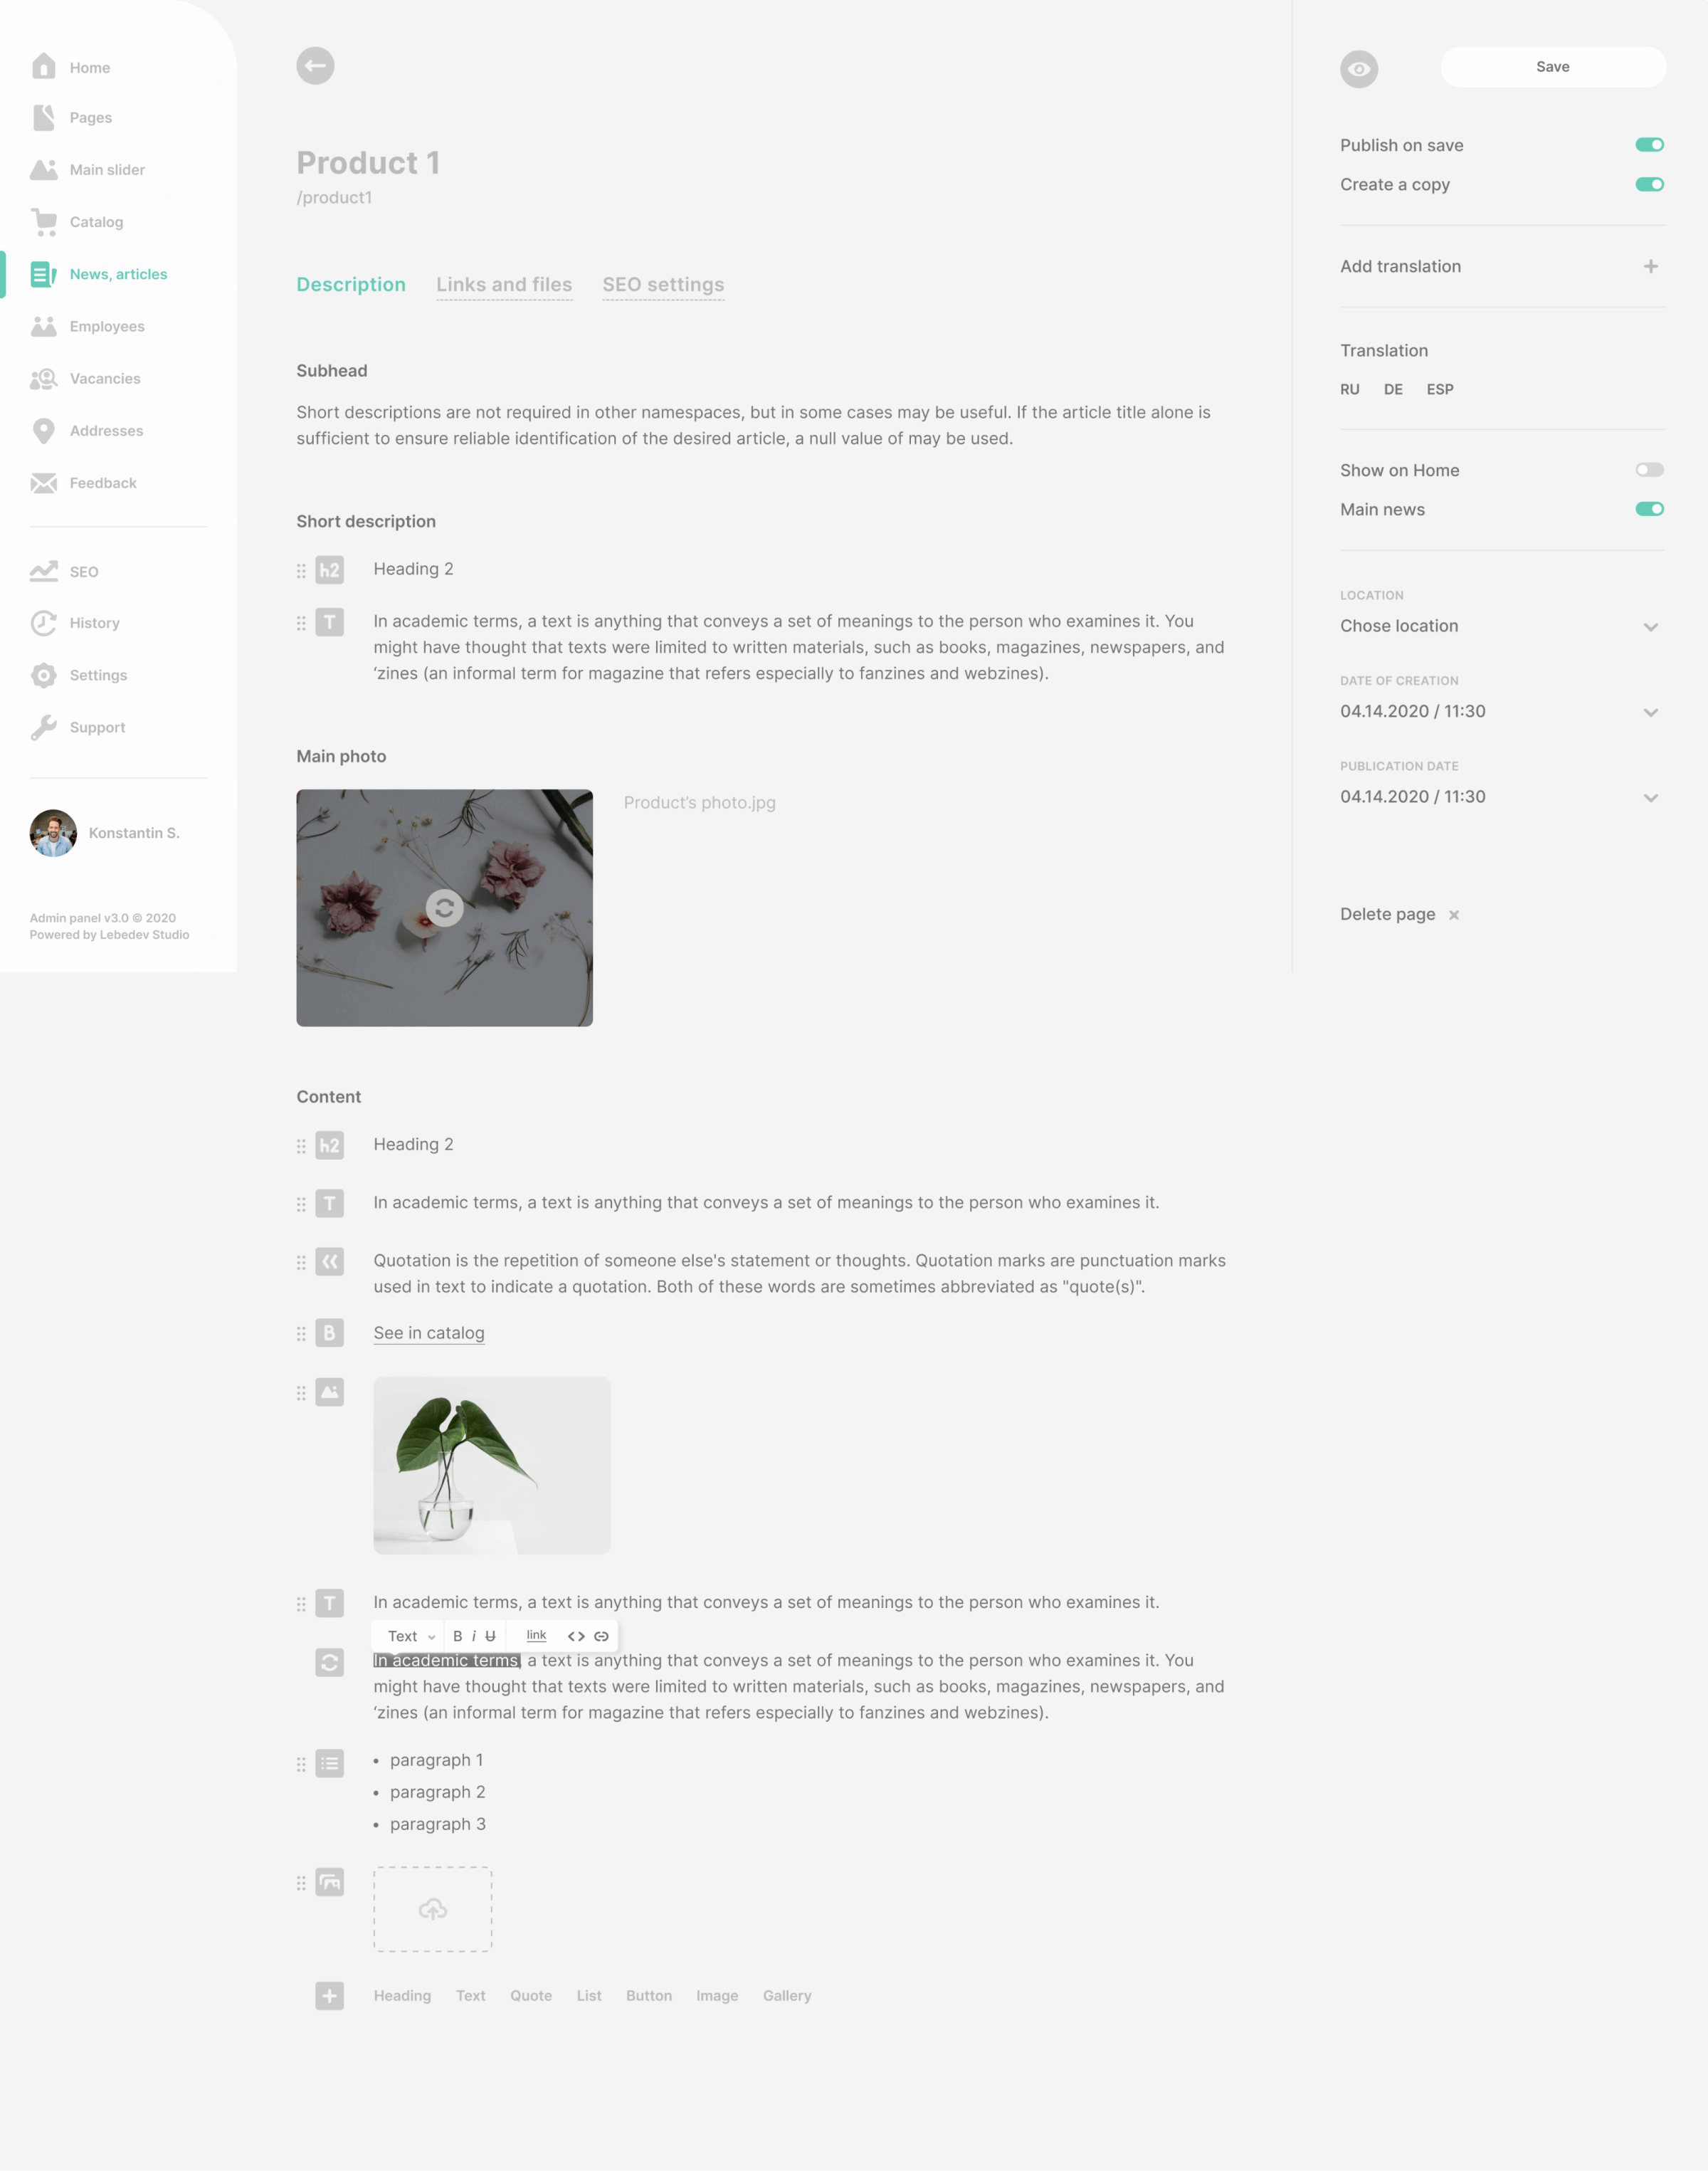 Home
Pages
Main slider
Catalog
News, articles
Employees
Vacancies
Addresses
Feedback
SEO
History
Settings
Support
Konstantin S.
Admin panel v3.0 © 2020
Powered by Lebedev Studio
Product 1
/product1
Description Links and files SEO settings
Subhead
Short descriptions are not required in other namespaces, but in some cases may be useful. If the article title alone is
sufficient to ensure reliable identification of the desired article, a null value of may be used.
Short description
h2 Heading 2
T In academic terms, a text is anything that conveys a set of meanings to the person who examines it. You
might have thought that texts were limited to written materials, such as books, magazines, newspapers, and
‘zines (an informal term for magazine that refers especially to fanzines and webzines).
Main photo
Product’s photo.jpg
Content
h2 Heading 2
T In academic terms, a text is anything that conveys a set of meanings to the person who examines it.
« Quotation is the repetition of someone else's statement or thoughts. Quotation marks are punctuation marks
used in text to indicate a quotation. Both of these words are sometimes abbreviated as "quote(s)".
B See in catalog
T In academic terms, a text is anything that conveys a set of meanings to the person who examines it.
Text B i U link <>
In academic terms, a text is anything that conveys a set of meanings to the person who examines it. You
might have thought that texts were limited to written materials, such as books, magazines, newspapers, and
‘zines (an informal term for magazine that refers especially to fanzines and webzines).
• paragraph 1
• paragraph 2
• paragraph 3
+ Heading Text Quote List Button Image Gallery
Save
Publish on save
Create a copy
Add translation +
Translation
RU DE ESP
Show on Home
Main news
LOCATION
Chose location
DATE OF CREATION
04.14.2020 / 11:30
PUBLICATION DATE
04.14.2020 / 11:30
Delete page ×